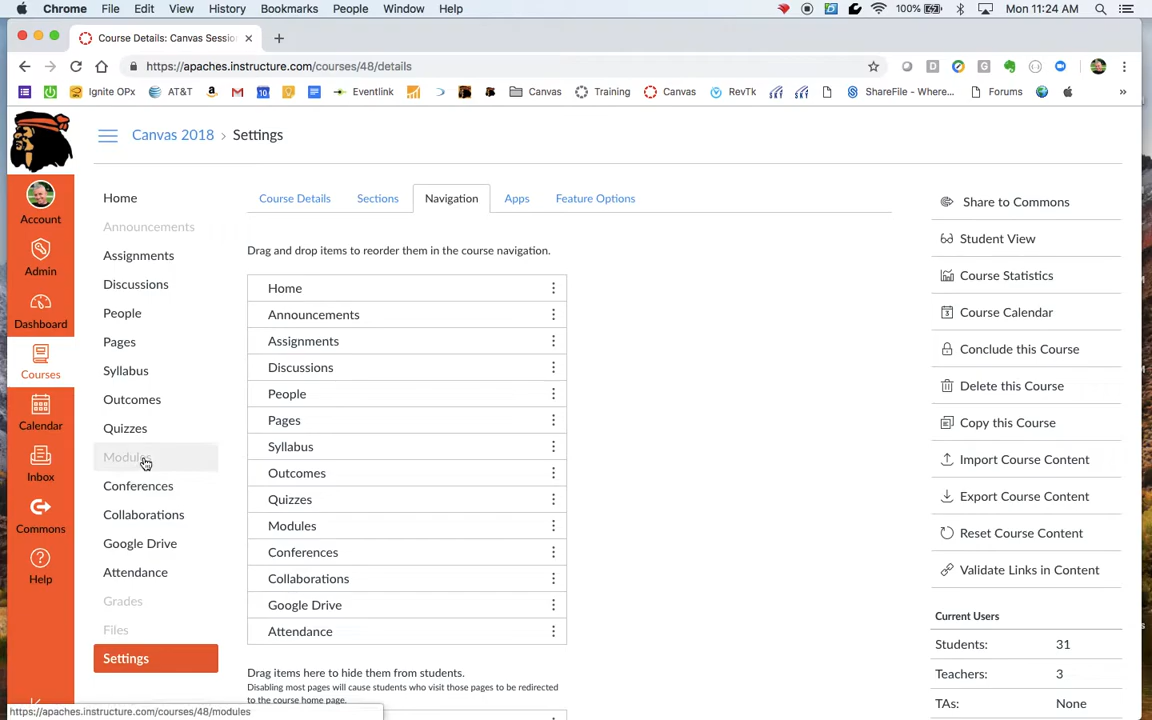 Chrome File Edit View History Bookmarks People Window Help 100% Mon 11:24 AM
Course Details: Canvas Sessio
https://apaches.instructure.com/courses/48/details
Ignite OPx AT&T Eventlink Canvas Training Canvas RevTk ShareFile - Where... Forums
Canvas 2018 > Settings
Account
Admin
Dashboard
Courses
Calendar
Inbox
Commons
Help
Home
Announcements
Assignments
Discussions
People
Pages
Syllabus
Outcomes
Quizzes
Modules
Conferences
Collaborations
Google Drive
Attendance
Grades
Files
Settings
Course Details Sections Navigation Apps Feature Options
Drag and drop items to reorder them in the course navigation.
Home
Announcements
Assignments
Discussions
People
Pages
Syllabus
Outcomes
Quizzes
Modules
Conferences
Collaborations
Google Drive
Attendance
Drag items here to hide them from students.
Disabling most pages will cause students who visit those pages to be redirected
to the course home page.
Share to Commons
Student View
Course Statistics
Course Calendar
Conclude this Course
Delete this Course
Copy this Course
Import Course Content
Export Course Content
Reset Course Content
Validate Links in Content
Current Users
Students: 31
Teachers: 3
TAs: None
https://apaches.instructure.com/courses/48/modules